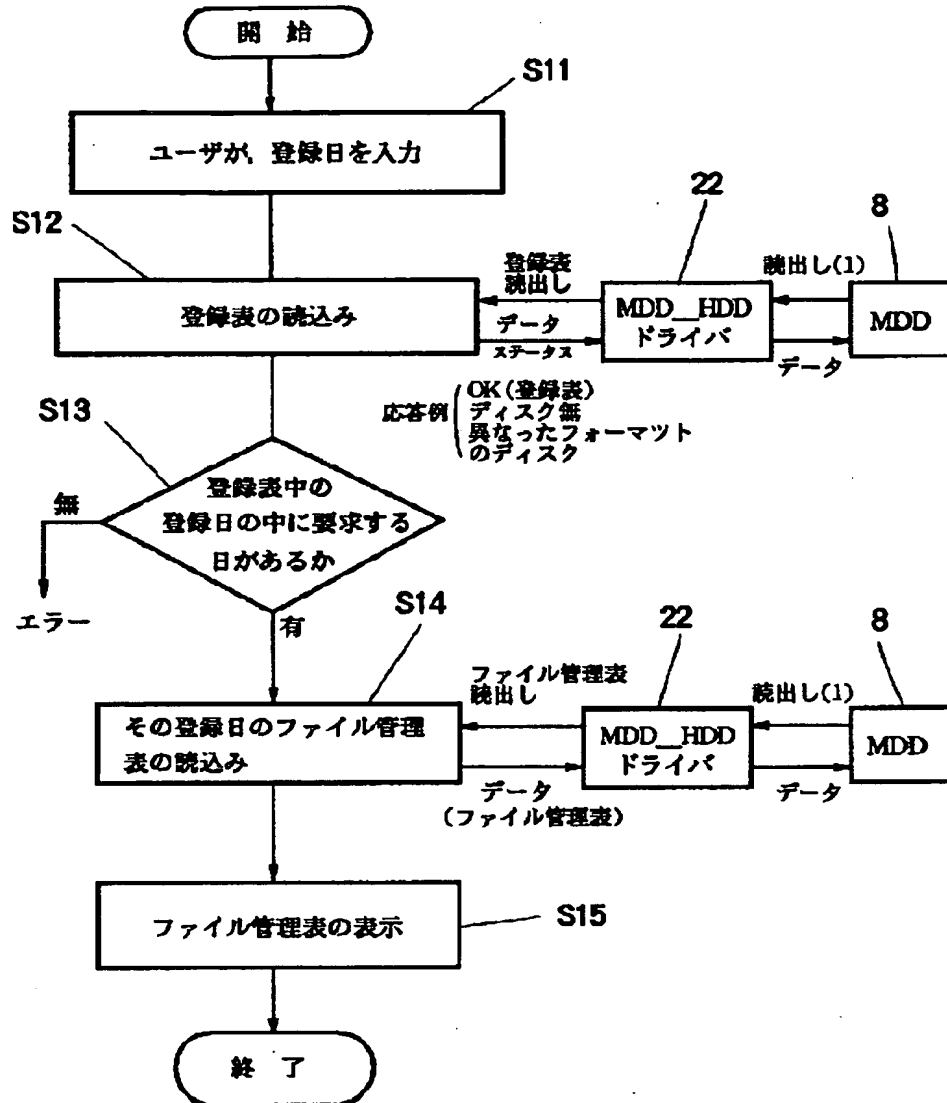 開 始
S11
ユーザが、登録日を入力
S12
22
8
登録表
読出し
読出し(1)
登録表の読込み
MDD__HDD
ドライバ
MDD
データ
ステータス
データ
応答例
OK(登録表)
ディスク無
異なったフォーマツト
のディスク
S13
登録表中の
登録日の中に要求する
日があるか
無
エラー
有
S14
22
8
ファイル管理表
読出し
読出し(1)
その登録日のファイル管理
表の読込み
MDD__HDD
ドライバ
MDD
データ
(ファイル管理表)
データ
ファイル管理表の表示
S15
終 了